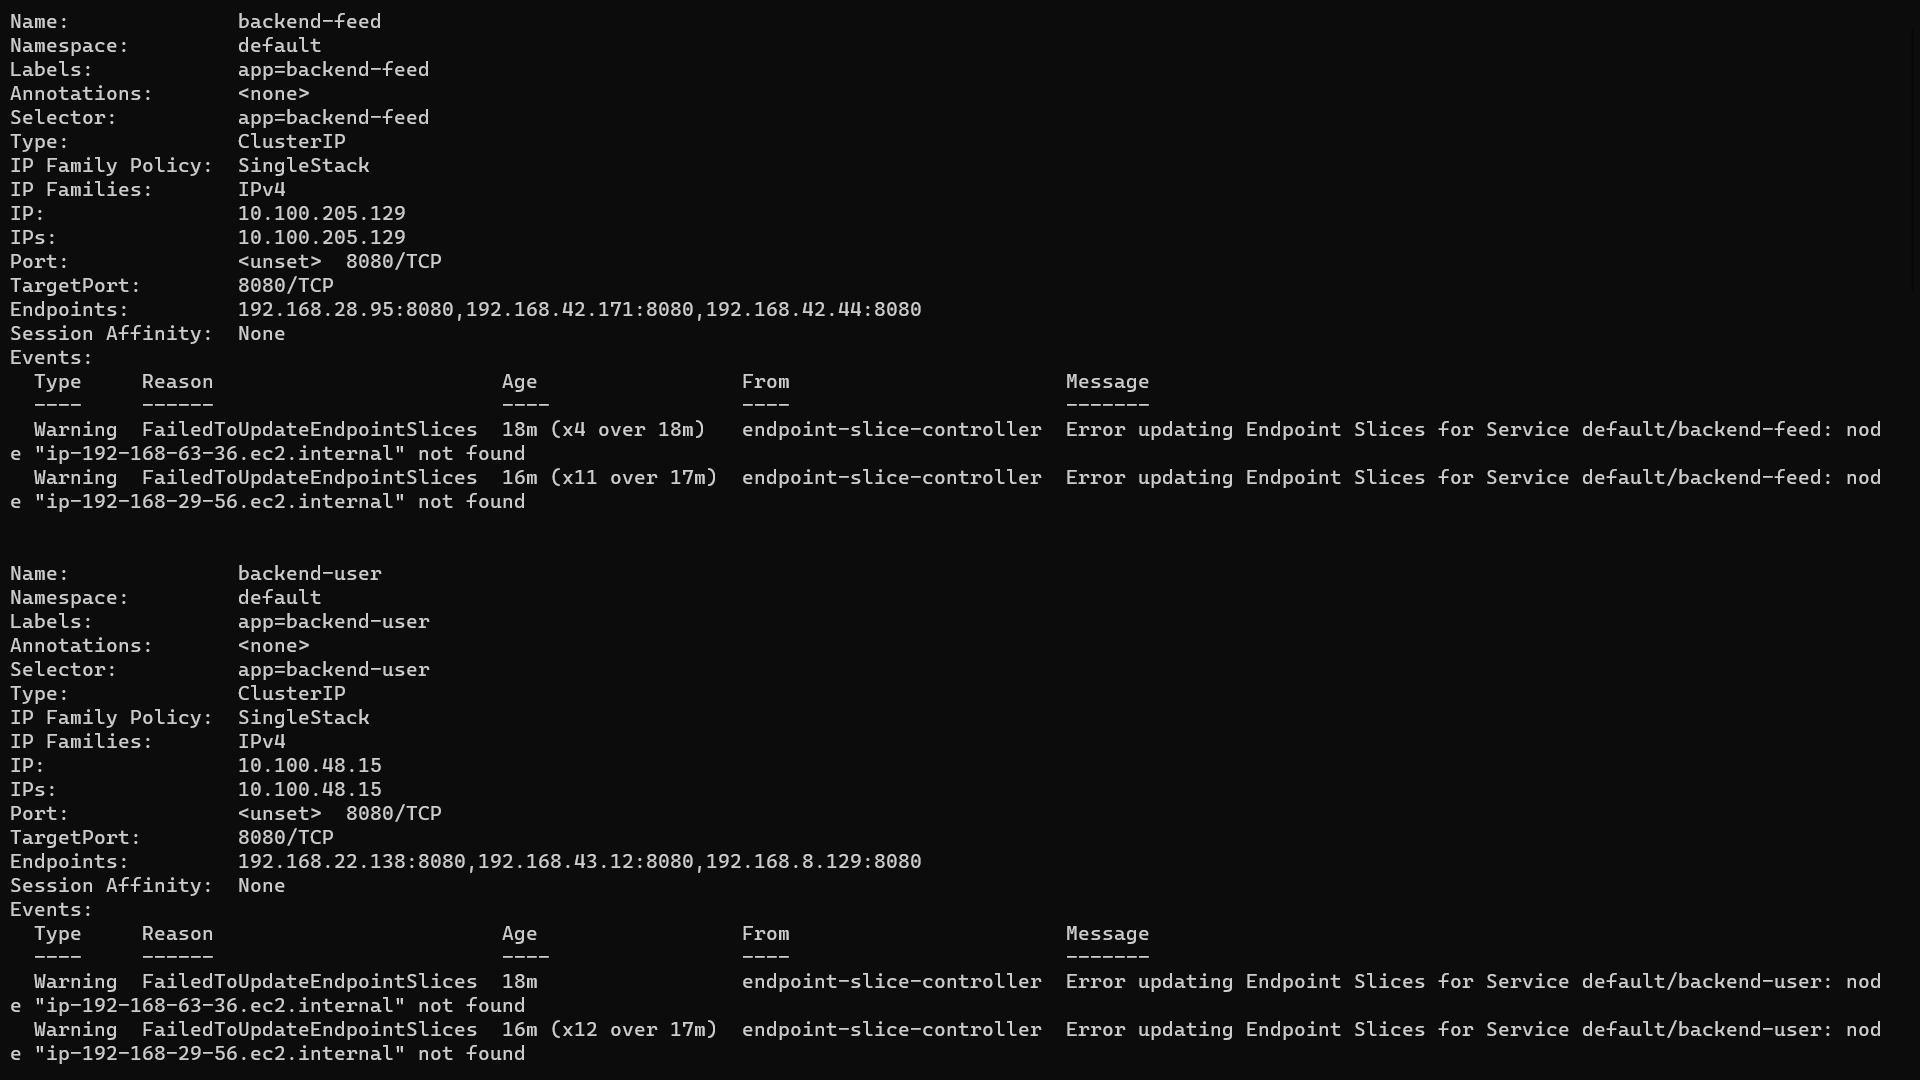 Name:              backend-feed
Namespace:         default
Labels:            app=backend-feed
Annotations:       <none>
Selector:          app=backend-feed
Type:              ClusterIP
IP Family Policy:  SingleStack
IP Families:       IPv4
IP:                10.100.205.129
IPs:               10.100.205.129
Port:              <unset>  8080/TCP
TargetPort:        8080/TCP
Endpoints:         192.168.28.95:8080,192.168.42.171:8080,192.168.42.44:8080
Session Affinity:  None
Events:
  Type     Reason                        Age                 From                       Message
  ----     ------                        ----                ----                       -------
  Warning  FailedToUpdateEndpointSlices  18m (x4 over 18m)   endpoint-slice-controller  Error updating Endpoint Slices for Service default/backend-feed: nod
e "ip-192-168-63-36.ec2.internal" not found
  Warning  FailedToUpdateEndpointSlices  16m (x11 over 17m)  endpoint-slice-controller  Error updating Endpoint Slices for Service default/backend-feed: nod
e "ip-192-168-29-56.ec2.internal" not found
Name:              backend-user
Namespace:         default
Labels:            app=backend-user
Annotations:       <none>
Selector:          app=backend-user
Type:              ClusterIP
IP Family Policy:  SingleStack
IP Families:       IPv4
IP:                10.100.48.15
IPs:               10.100.48.15
Port:              <unset>  8080/TCP
TargetPort:        8080/TCP
Endpoints:         192.168.22.138:8080,192.168.43.12:8080,192.168.8.129:8080
Session Affinity:  None
Events:
  Type     Reason                        Age                 From                       Message
  ----     ------                        ----                ----                       -------
  Warning  FailedToUpdateEndpointSlices  18m                 endpoint-slice-controller  Error updating Endpoint Slices for Service default/backend-user: nod
e "ip-192-168-63-36.ec2.internal" not found
  Warning  FailedToUpdateEndpointSlices  16m (x12 over 17m)  endpoint-slice-controller  Error updating Endpoint Slices for Service default/backend-user: nod
e "ip-192-168-29-56.ec2.internal" not found